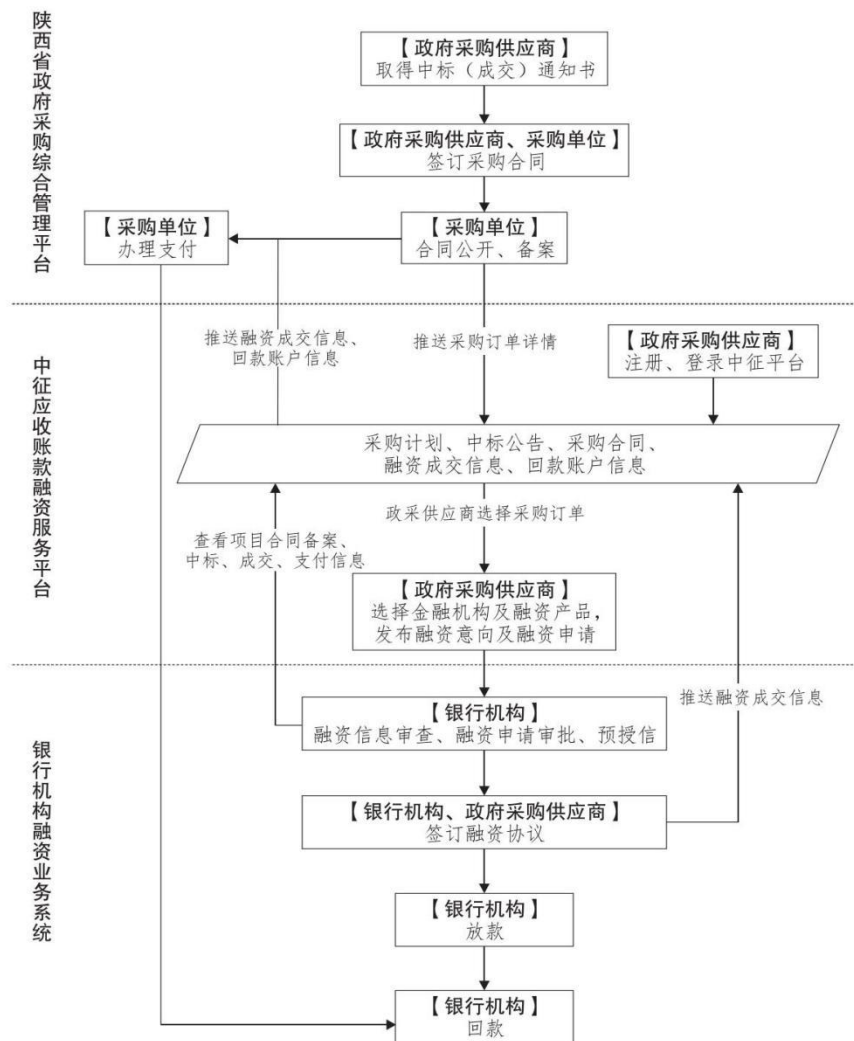 陕西省政府采购综合管理平台
【政府采购供应商】
取得中标（成交）通知书
【政府采购供应商、采购单位】
签订采购合同
【采购单位】
办理支付
【采购单位】
合同公开、备案
中征应收账款融资服务平台
推送融资成交信息、
回款账户信息
推送采购订单详情
【政府采购供应商】
注册、登录中征平台
采购计划、中标公告、采购合同、
融资成交信息、回款账户信息
政采供应商选择采购订单
查看项目合同备案、
中标、成交、支付信息
【政府采购供应商】
选择金融机构及融资产品，
发布融资意向及融资申请
银行机构融资业务系统
【银行机构】
融资信息审查、融资申请审批、预授信
推送融资成交信息
【银行机构、政府采购供应商】
签订融资协议
【银行机构】
放款
【银行机构】
回款